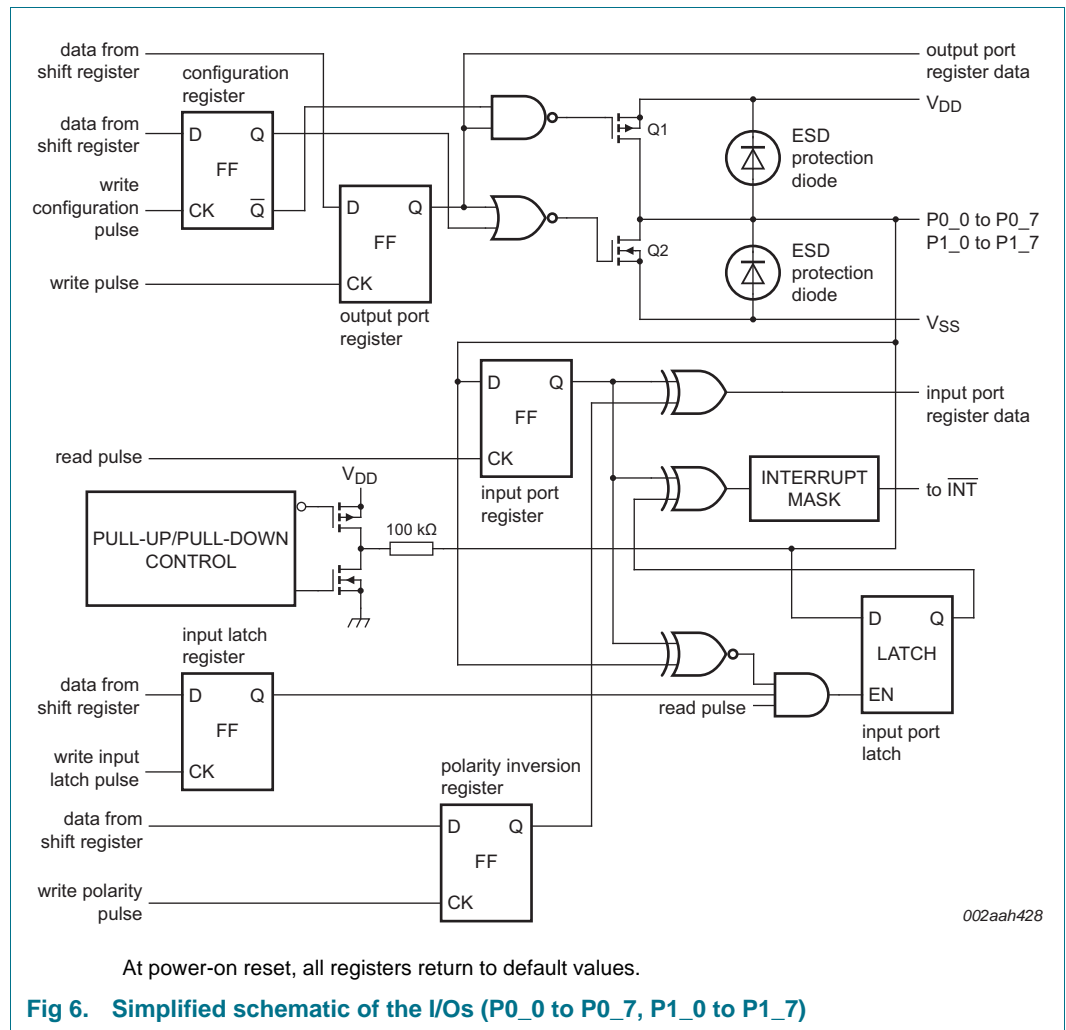 data from
shift register
configuration
register
output port
register data
data from
shift register
D
Q
FF
write
configuration
pulse
CK
Q
Q1
VDD
ESD
protection
diode
D
Q
FF
Q2
P0_0 to P0_7
P1_0 to P1_7
ESD
protection
diode
write pulse
CK
output port
register
VSS
D
Q
FF
input port
register data
read pulse
CK
input port
register
VDD
INTERRUPT
MASK
to INT
PULL-UP/PULL-DOWN
CONTROL
100 kΩ
input latch
register
D
Q
LATCH
EN
data from
shift register
D
Q
FF
read pulse
input port
latch
write input
latch pulse
CK
polarity inversion
register
data from
shift register
D
Q
FF
write polarity
pulse
CK
002aah428
At power-on reset, all registers return to default values.
Fig 6. Simplified schematic of the I/Os (P0_0 to P0_7, P1_0 to P1_7)